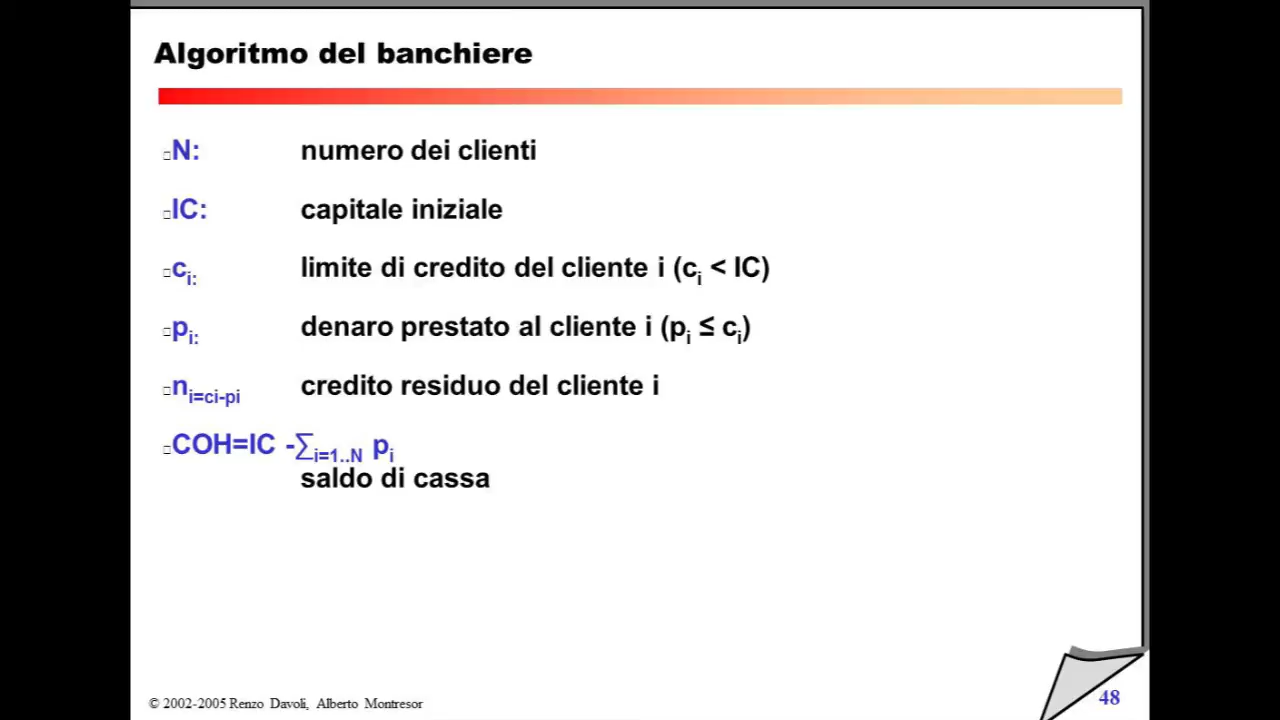 Algoritmo del banchiere
N: numero dei clienti
IC: capitale iniziale
ci: limite di credito del cliente i (ci < IC)
pi: denaro prestato al cliente i (pi ≤ ci)
ni=ci-pi credito residuo del cliente i
COH=IC -∑i=1..N pi
saldo di cassa
© 2002-2005 Renzo Davoli, Alberto Montresor
48